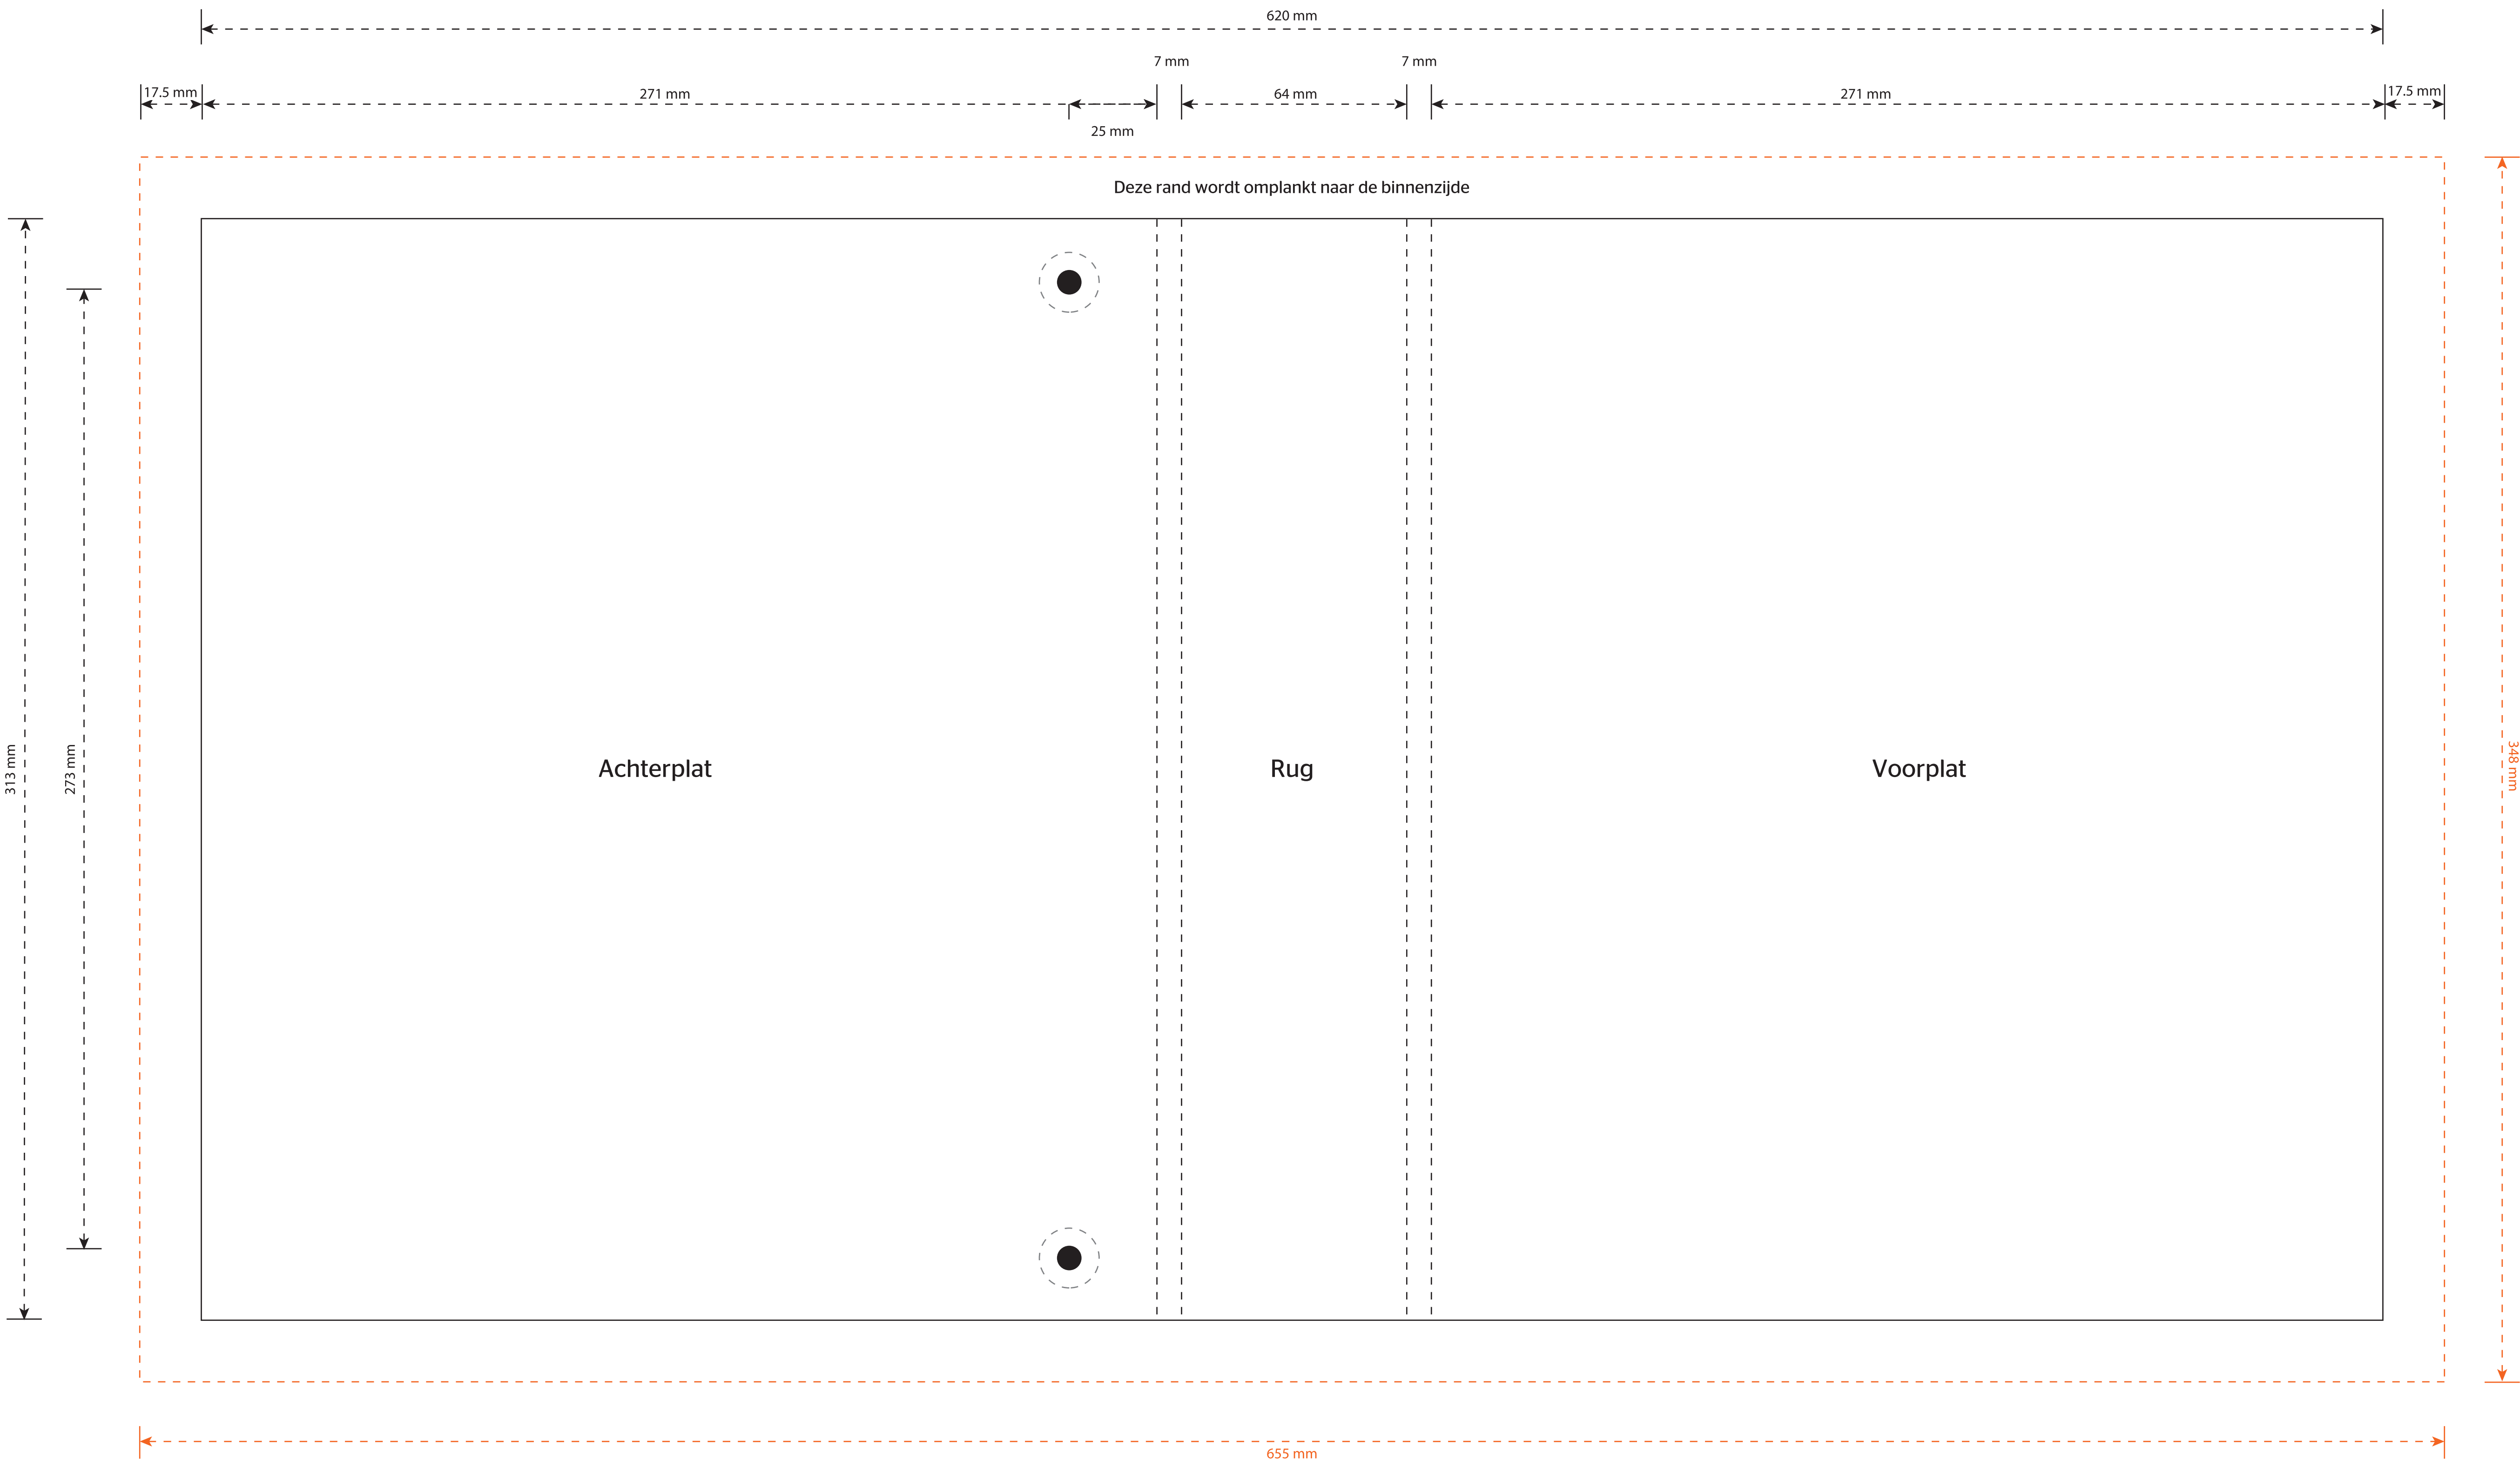 620 mm
7 mm
7 mm
17.5 mm
271 mm
64 mm
271 mm
17.5 mm
25 mm
Deze rand wordt omplankt naar de binnenzijde
313 mm
273 mm
Achterplat
Rug
Voorplat
348 mm
655 mm